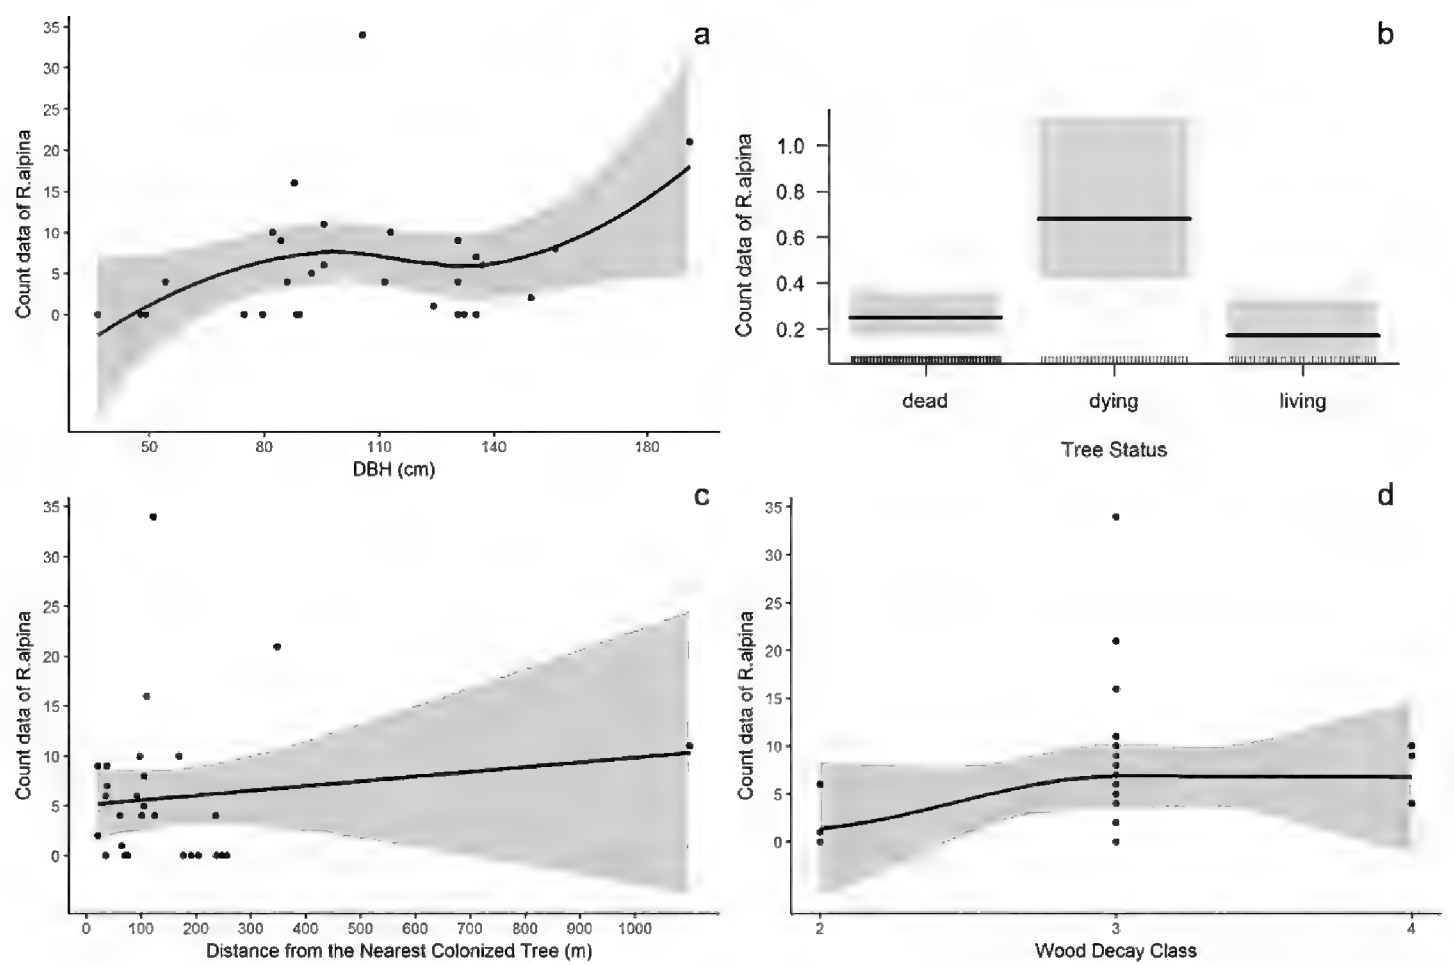 a
35
30
25
20
15
10
5
0
Count data of R.alpina
50 80 110 140 180
DBH (cm)
b
1.0
0.8
0.6
0.4
0.2
Count data of R.alpina
dead dying living
Tree Status
c
35
30
25
20
15
10
5
0
Count data of R.alpina
0 100 200 300 400 500 600 700 800 900 1000
Distance from the Nearest Colonized Tree (m)
d
35
30
25
20
15
10
5
0
Count data of R.alpina
2 3 4
Wood Decay Class